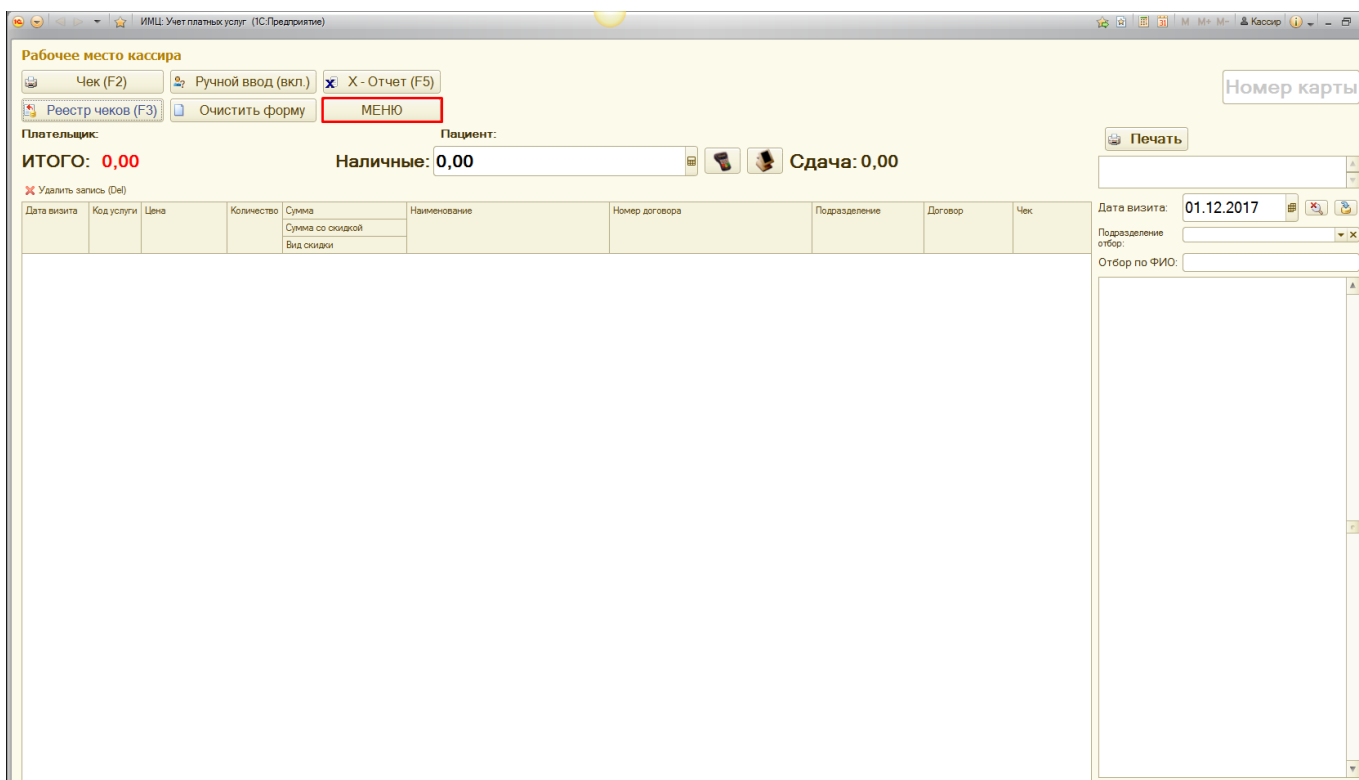 ИМЦ: Учет платных услуг (1С:Предприятие)
M M+ M- Кассир
Рабочее место кассира
Чек (F2) Ручной ввод (вкл.) X - Отчет (F5)
Номер карты
Реестр чеков (F3) Очистить форму МЕНЮ
Плательщик: Пациент:
Печать
ИТОГО: 0,00 Наличные: 0,00 Сдача: 0,00
Удалить запись (Del)
Дата визита Код услуги Цена Количество Сумма Наименование Номер договора Подразделение Договор Чек
Сумма со скидкой
Вид скидки
Дата визита: 01.12.2017
Подразделение
отбор:
Отбор по ФИО: